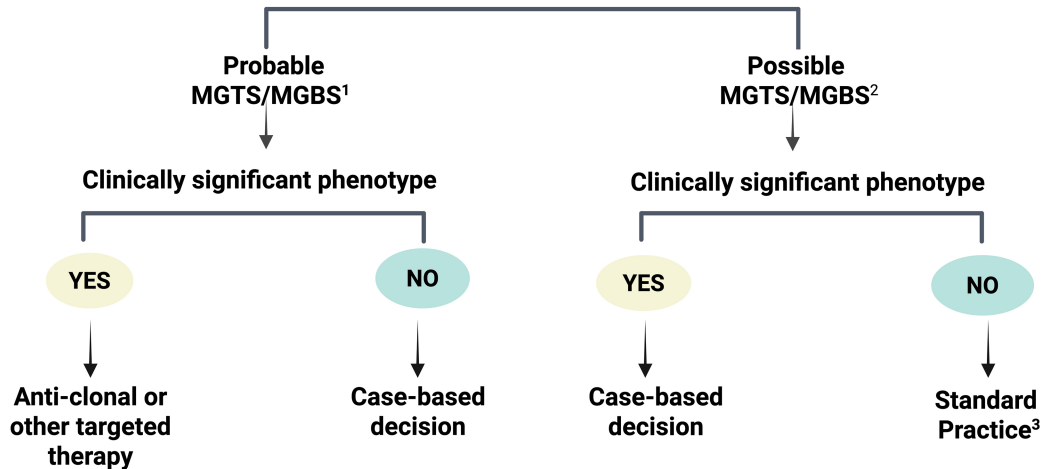 Probable
MGTS/MGBS¹
Possible
MGTS/MGBS²
Clinically significant phenotype
Clinically significant phenotype
YES
NO
YES
NO
Anti-clonal or
other targeted
therapy
Case-based
decision
Case-based
decision
Standard
Practice³